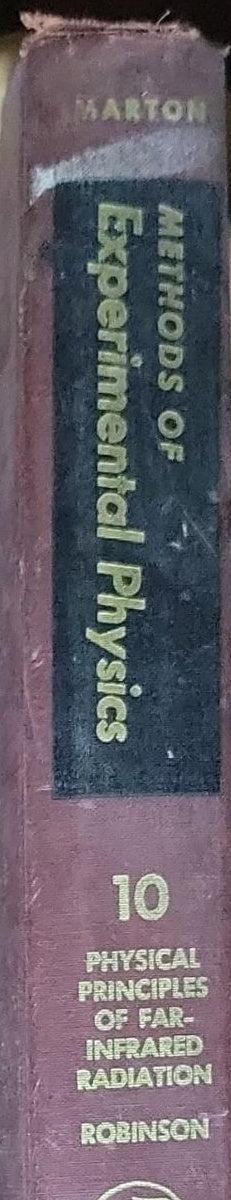 MARTON
METHODS OF
Experimental Physics
10
PHYSICAL
PRINCIPLES
OF FAR-
INFRARED
RADIATION
ROBINSON